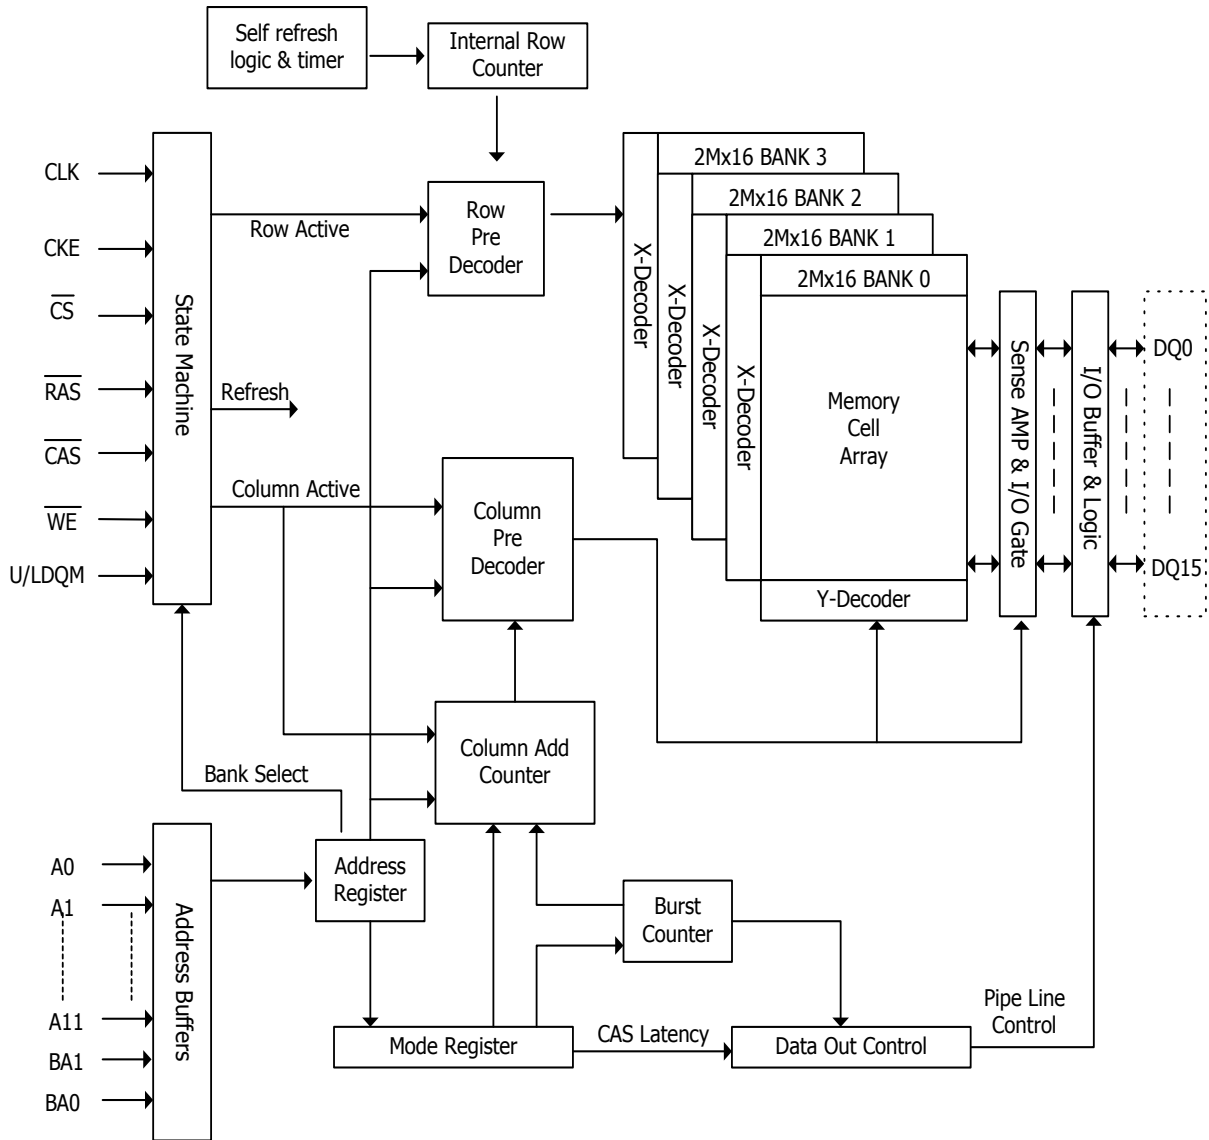 Self refresh
logic & timer
Internal Row
Counter
CLK
CKE
CS
RAS
CAS
WE
U/LDQM
State Machine
Row Active
Refresh
Column Active
Bank Select
Row
Pre
Decoder
Column
Pre
Decoder
Column Add
Counter
2Mx16 BANK 3
2Mx16 BANK 2
2Mx16 BANK 1
2Mx16 BANK 0
X-Decoder
X-Decoder
X-Decoder
X-Decoder
Memory
Cell
Array
Y-Decoder
Sense AMP & I/O Gate
I/O Buffer & Logic
DQ0
DQ15
A0
A1
A11
BA1
BA0
Address Buffers
Address
Register
Burst
Counter
Mode Register
CAS Latency
Data Out Control
Pipe Line
Control